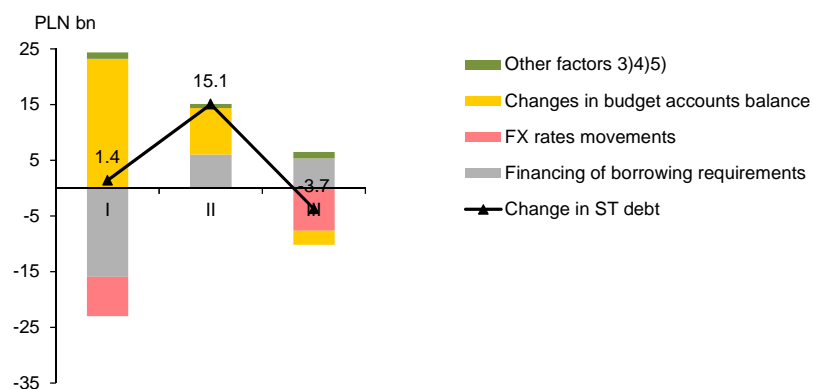 PLN bn
25
15
5
-5
-15
-25
-35
1.4
15.1
-3.7
I
II
III
Other factors 3)4)5)
Changes in budget accounts balance
FX rates movements
Financing of borrowing requirements
Change in ST debt